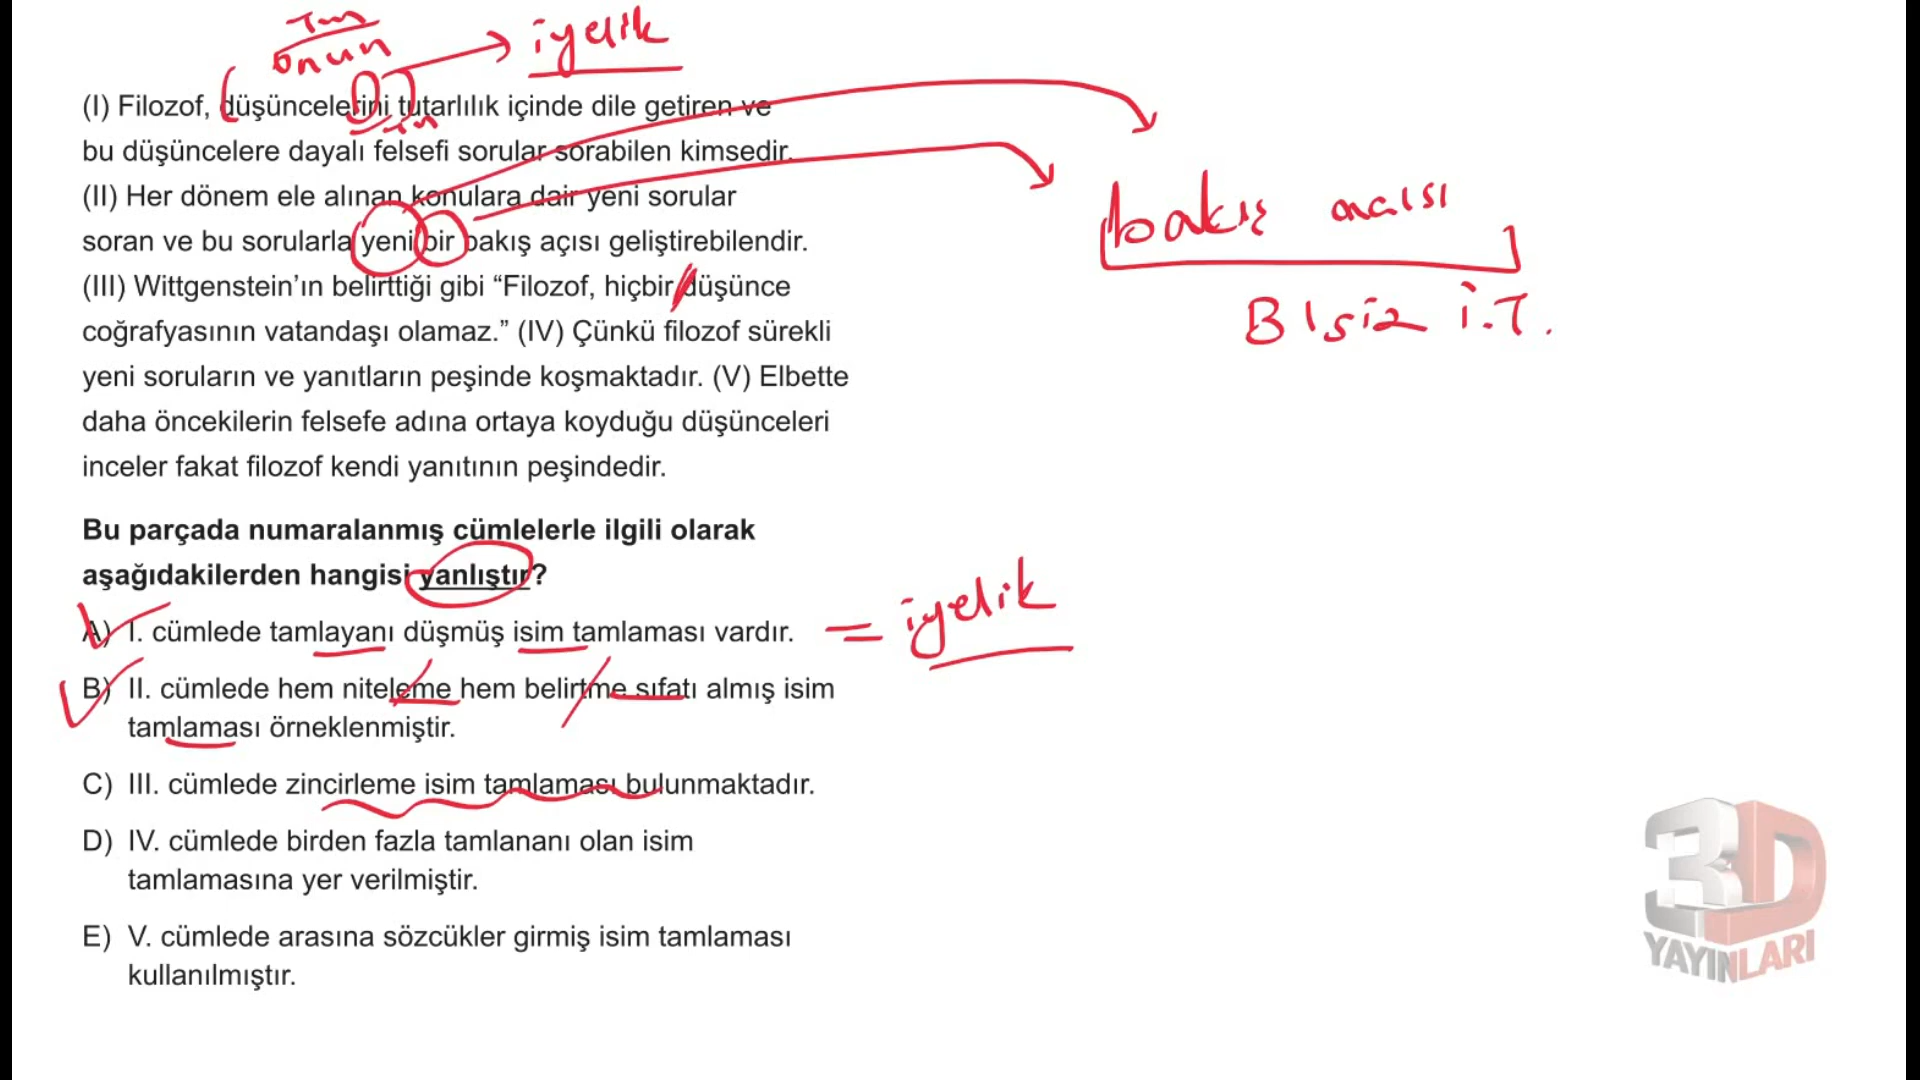 onun
iyelik
(I) Filozof, düşüncelerini tutarlılık içinde dile getiren ve
bu düşüncelere dayalı felsefi sorular sorabilen kimsedir.
(II) Her dönem ele alınan konulara dair yeni sorular
soran ve bu sorularla yeni bir bakış açısı geliştirebilendir.
(III) Wittgenstein’ın belirttiği gibi “Filozof, hiçbir düşünce
coğrafyasının vatandaşı olamaz.” (IV) Çünkü filozof sürekli
yeni soruların ve yanıtların peşinde koşmaktadır. (V) Elbette
daha öncekilerin felsefe adına ortaya koyduğu düşünceleri
inceler fakat filozof kendi yanıtının peşindedir.
bakış açısı
B1siz i.T.
Bu parçada numaralanmış cümlelerle ilgili olarak
aşağıdakilerden hangisi yanlıştır?
A) I. cümlede tamlayanı düşmüş isim tamlaması vardır.
= iyelik
B) II. cümlede hem niteleme hem belirtme sıfatı almış isim
tamlaması örneklenmiştir.
C) III. cümlede zincirleme isim tamlaması bulunmaktadır.
D) IV. cümlede birden fazla tamlananı olan isim
tamlamasına yer verilmiştir.
E) V. cümlede arasına sözcükler girmiş isim tamlaması
kullanılmıştır.
3D
YAYINLARI